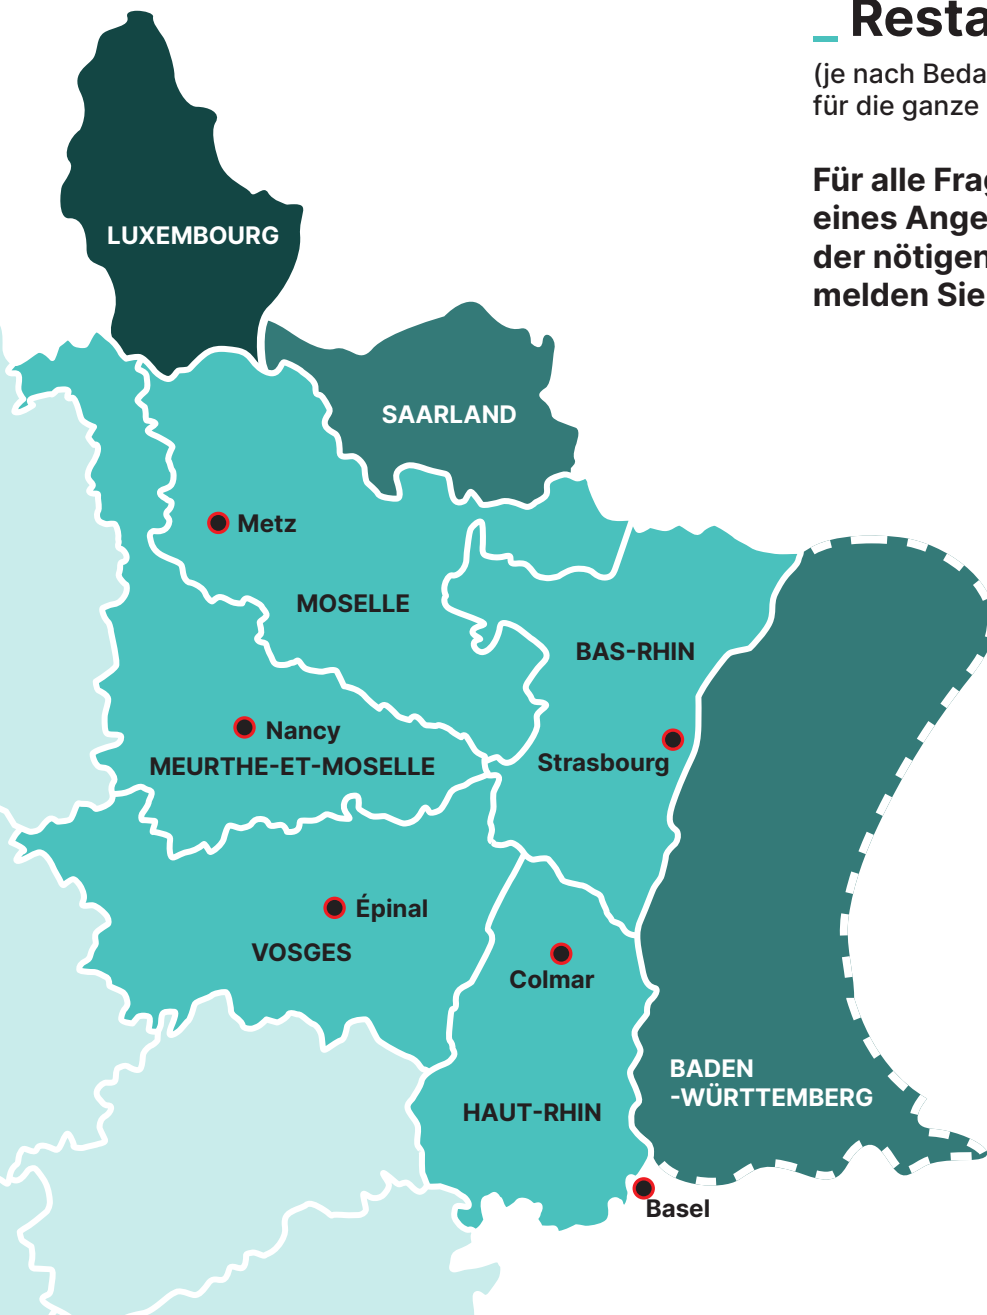 _ Resta
(je nach Beda
für die ganze
Für alle Frag
eines Ange
der nötigen
melden Sie
LUXEMBOURG
SAARLAND
Metz
MOSELLE
BAS-RHIN
Nancy
MEURTHE-ET-MOSELLE
Strasbourg
Épinal
VOSGES
Colmar
BADEN
-WÜRTTEMBERG
HAUT-RHIN
Basel